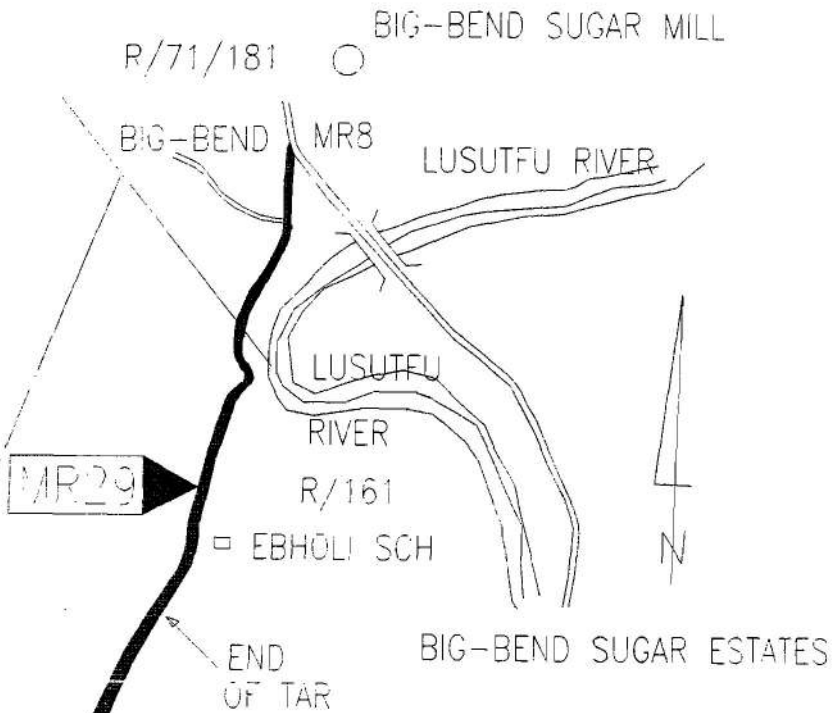 BIG-BEND SUGAR MILL
R/71/181
BIG-BEND
MR8
LUSUTFU RIVER
LUSUTFU
RIVER
MR29
R/161
EBHOLI SCH
N
END
OF TAR
BIG-BEND SUGAR ESTATES